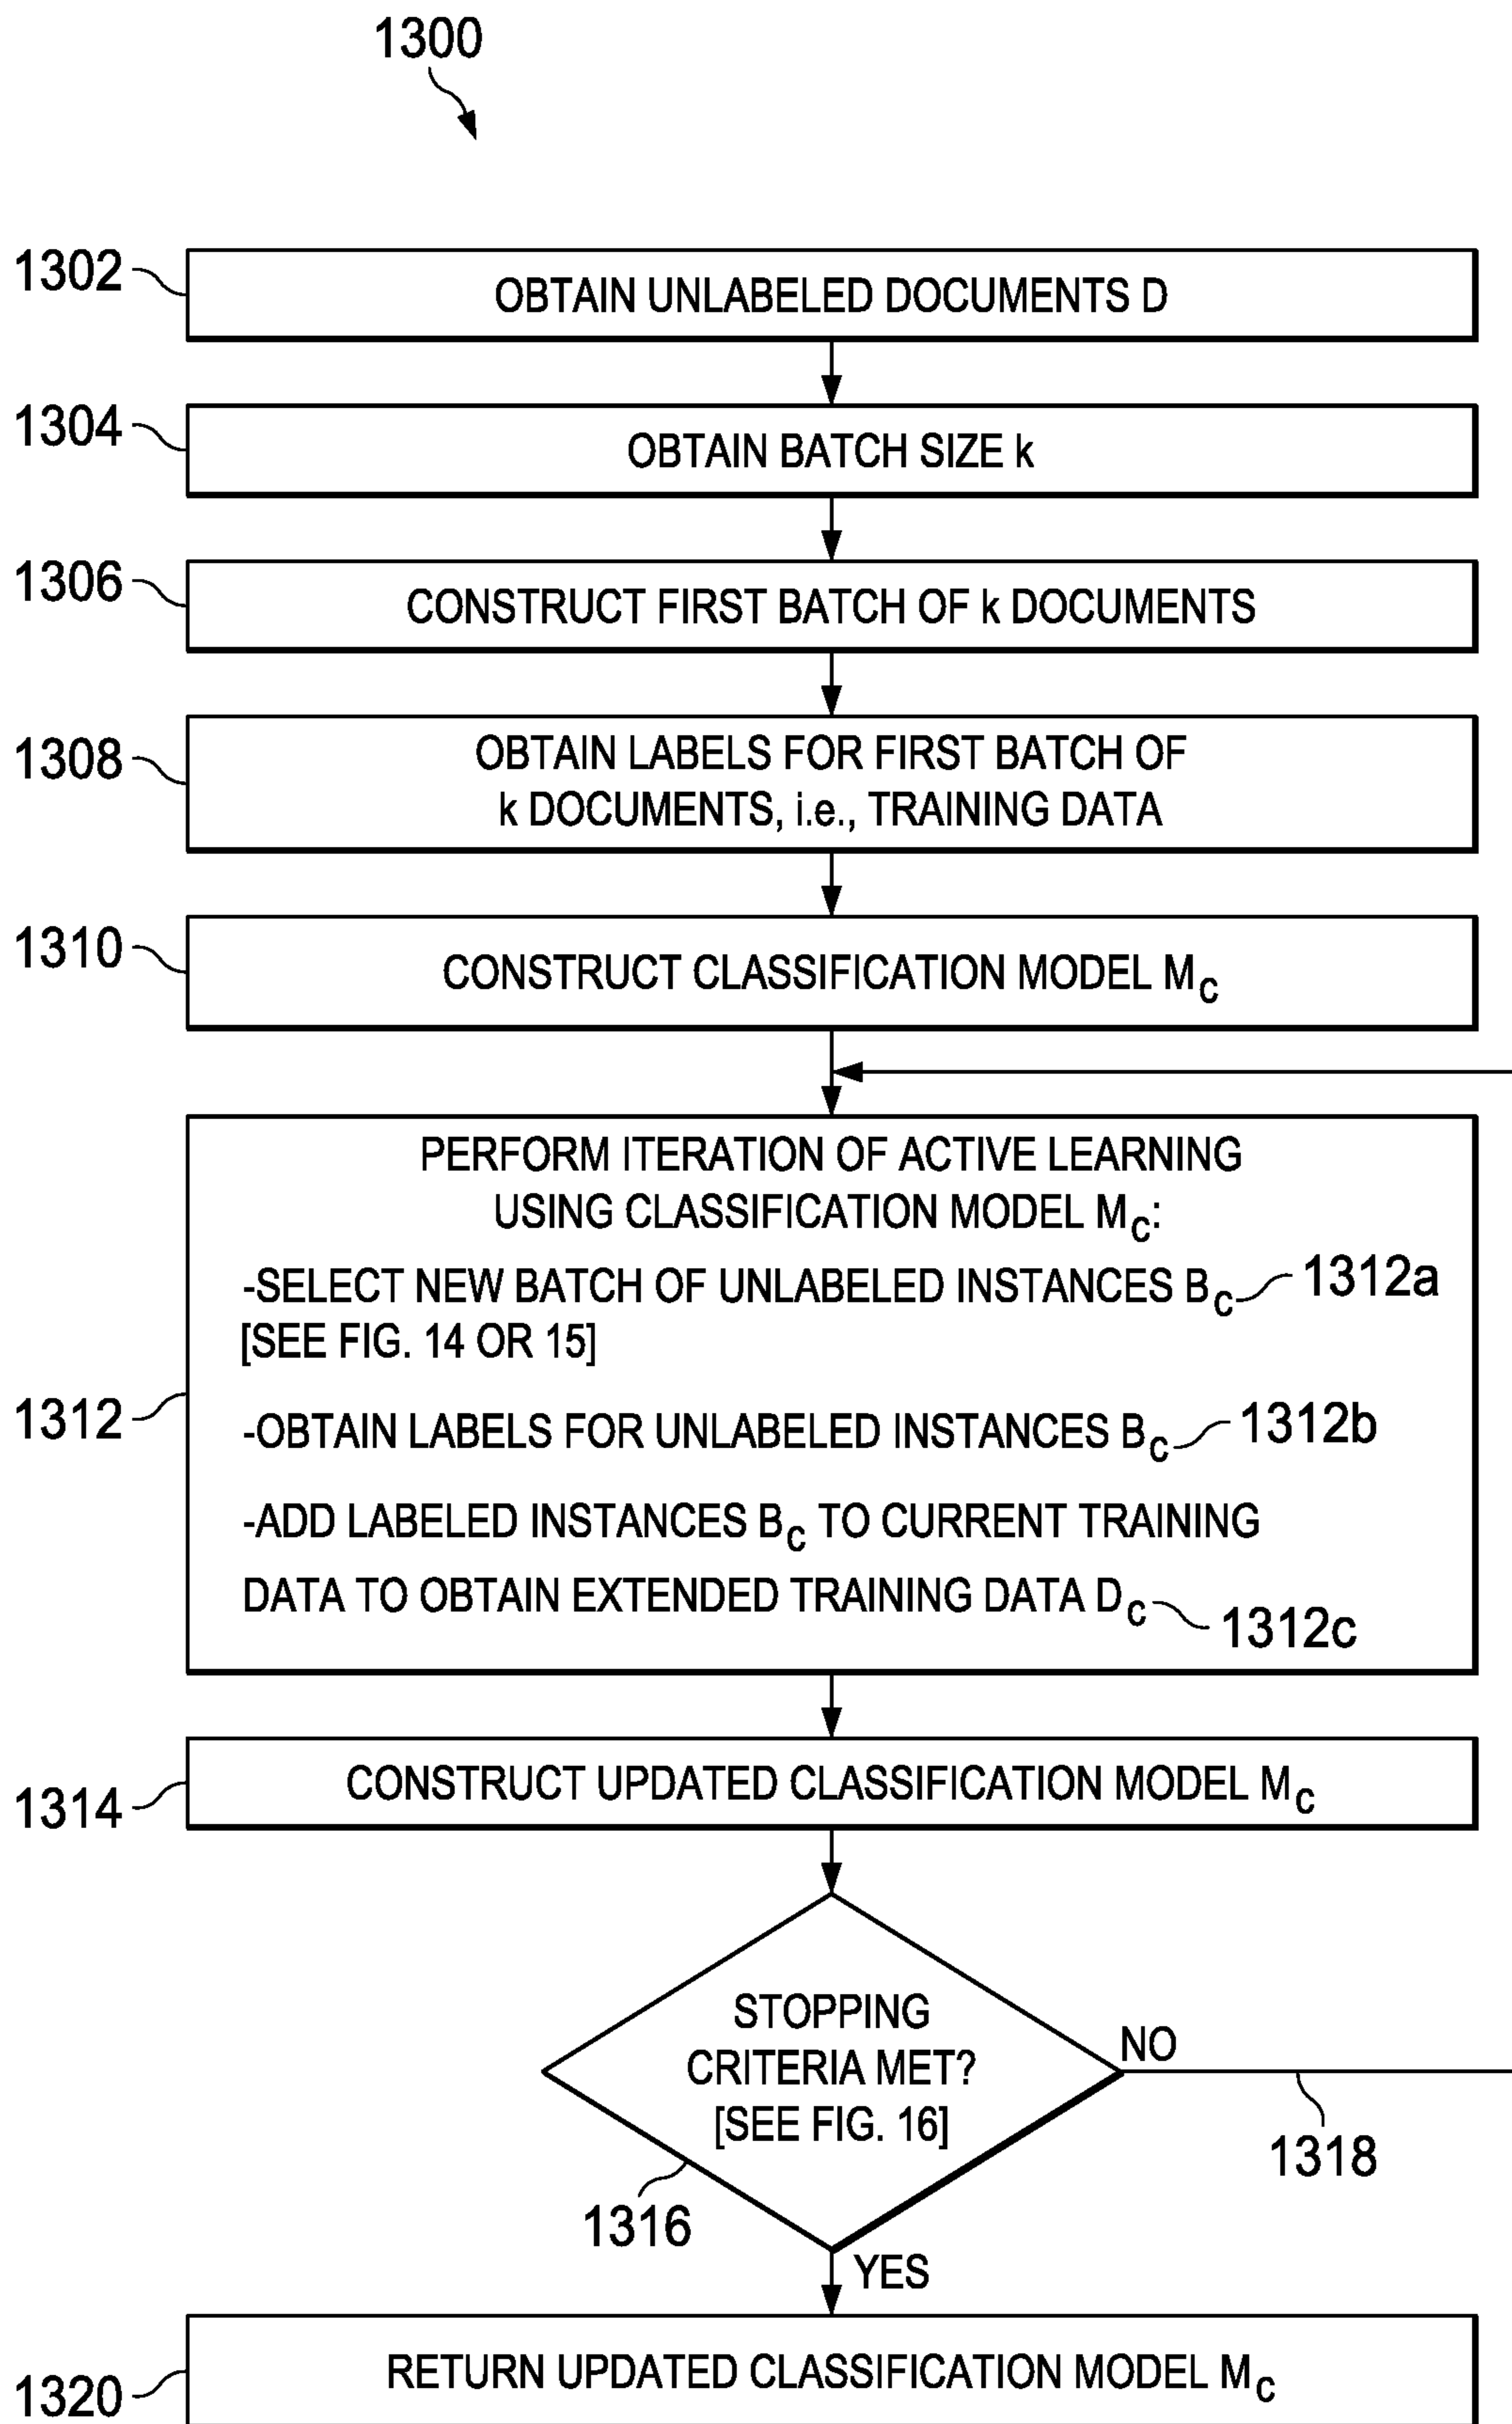 1300
1302
OBTAIN UNLABELED DOCUMENTS D
1304
OBTAIN BATCH SIZE k
1306
CONSTRUCT FIRST BATCH OF k DOCUMENTS
1308
OBTAIN LABELS FOR FIRST BATCH OF
k DOCUMENTS, i.e., TRAINING DATA
1310
CONSTRUCT CLASSIFICATION MODEL MC
PERFORM ITERATION OF ACTIVE LEARNING
USING CLASSIFICATION MODEL MC:
-SELECT NEW BATCH OF UNLABELED INSTANCES BC 1312a
[SEE FIG. 14 OR 15]
1312
-OBTAIN LABELS FOR UNLABELED INSTANCES BC 1312b
-ADD LABELED INSTANCES BC TO CURRENT TRAINING
DATA TO OBTAIN EXTENDED TRAINING DATA DC 1312c
1314
CONSTRUCT UPDATED CLASSIFICATION MODEL MC
STOPPING
CRITERIA MET?
[SEE FIG. 16]
NO
1318
1316
YES
1320
RETURN UPDATED CLASSIFICATION MODEL MC